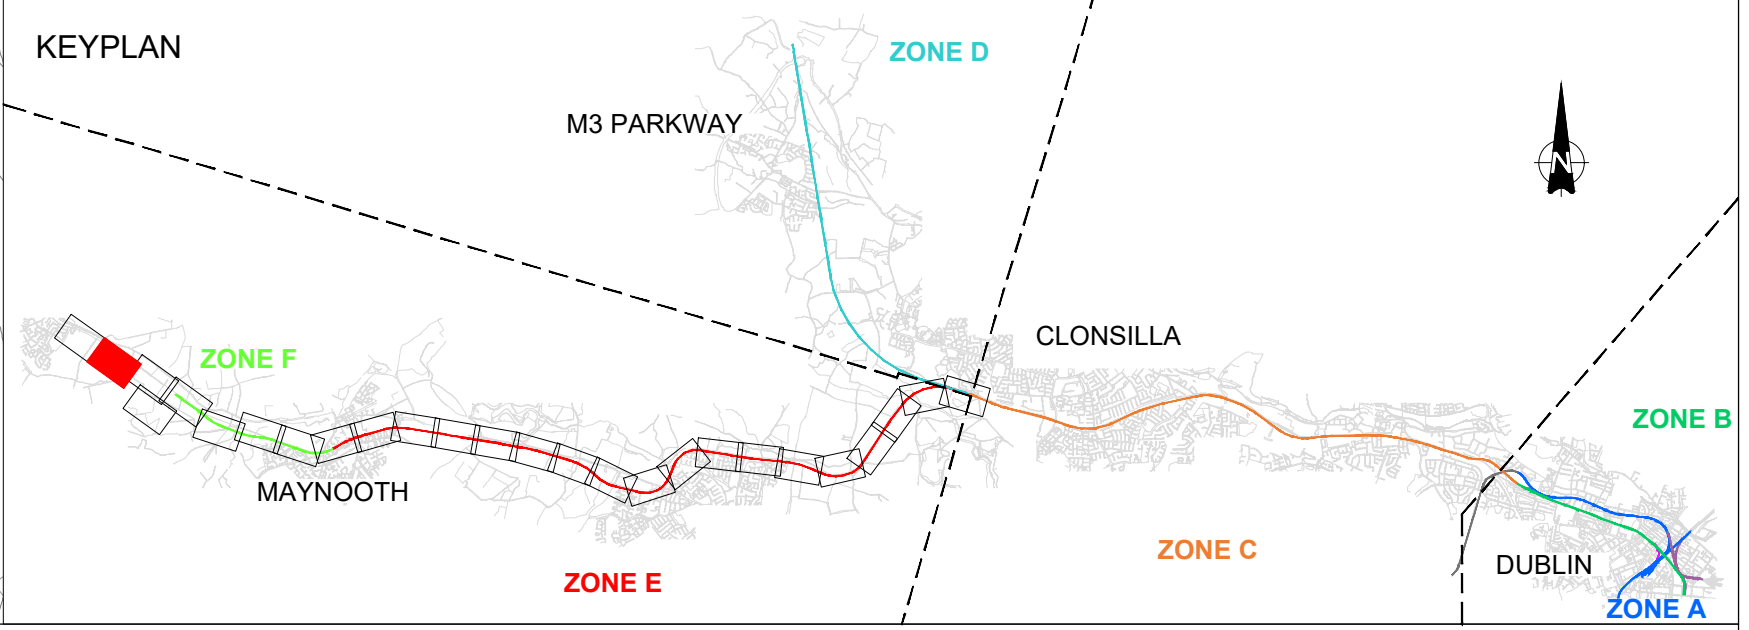 KEYPLAN
ZONE D
M3 PARKWAY
N
CLONSILLA
ZONE F
ZONE B
MAYNOOTH
ZONE C
DUBLIN
ZONE E
ZONE A